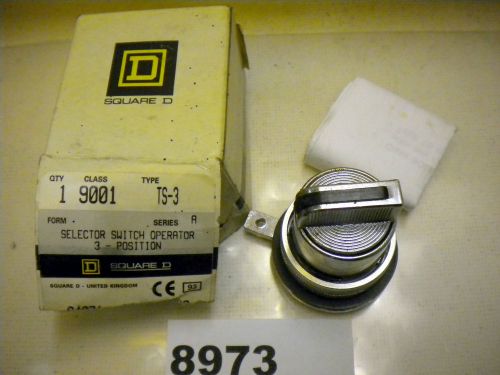 D
SQUARE D
QTY CLASS TYPE
1 9001 TS-3
FORM SERIES A
SELECTOR SWITCH OPERATOR
3 - POSITION
D SQUARE D
SQUARE D - UNITED KINGDOM CE 93
8973